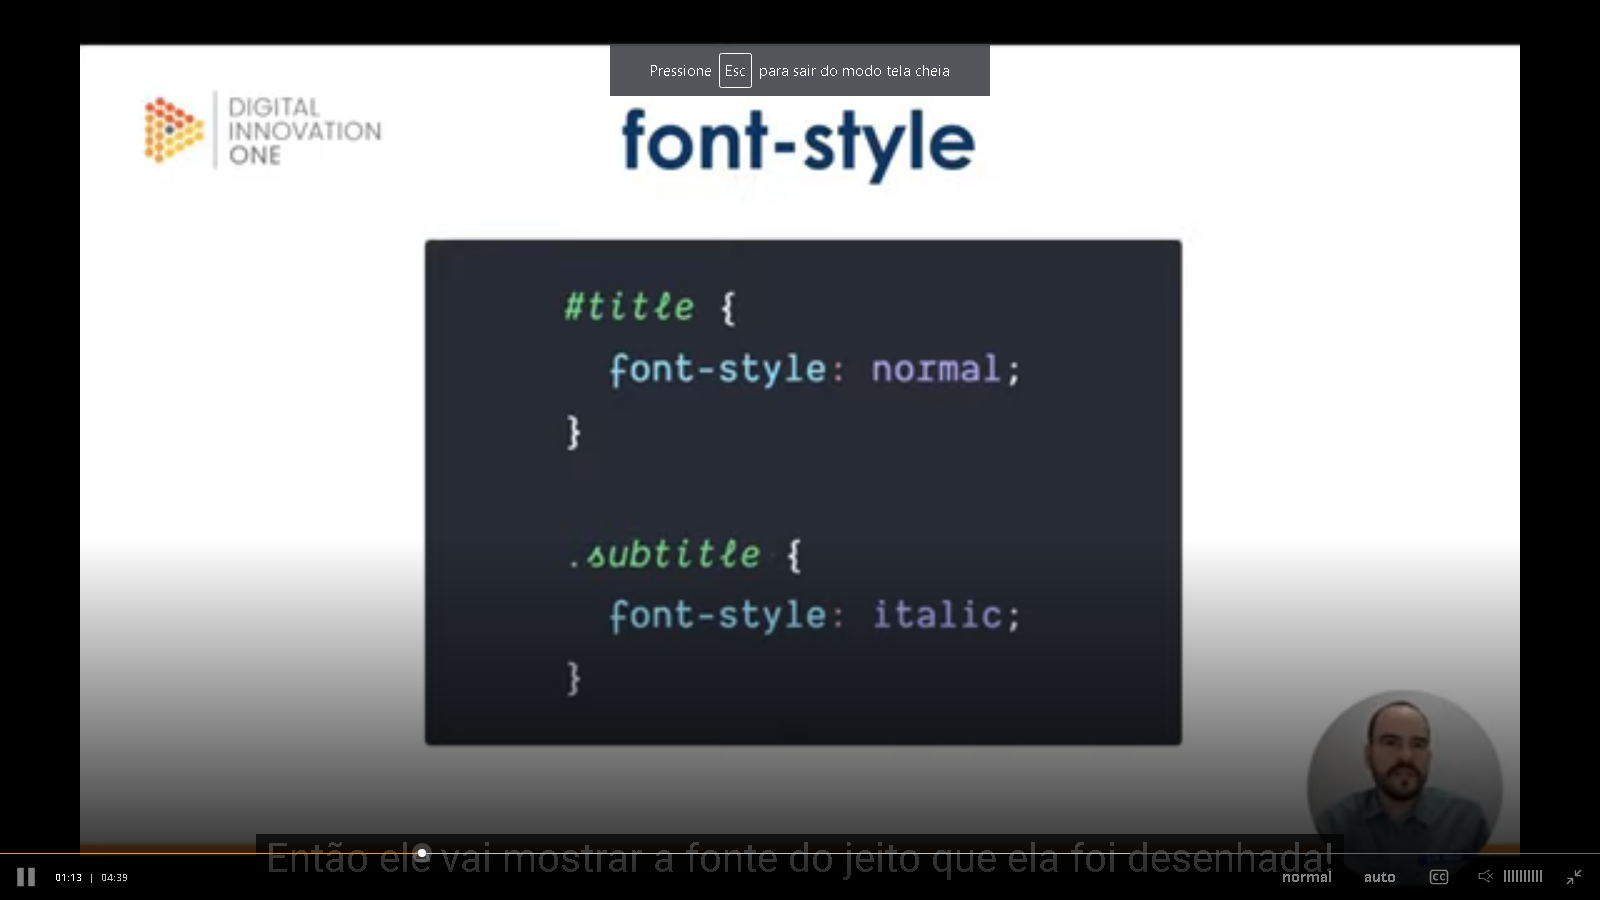 Pressione Esc para sair do modo tela cheia
DIGITAL
INNOVATION
ONE
font-style
#title {
font-style: normal;
}
.subtitle {
font-style: italic;
}
Então ele vai mostrar a fonte do jeito que ela foi desenhada!
01:13 | 04:39
normal
auto
CC